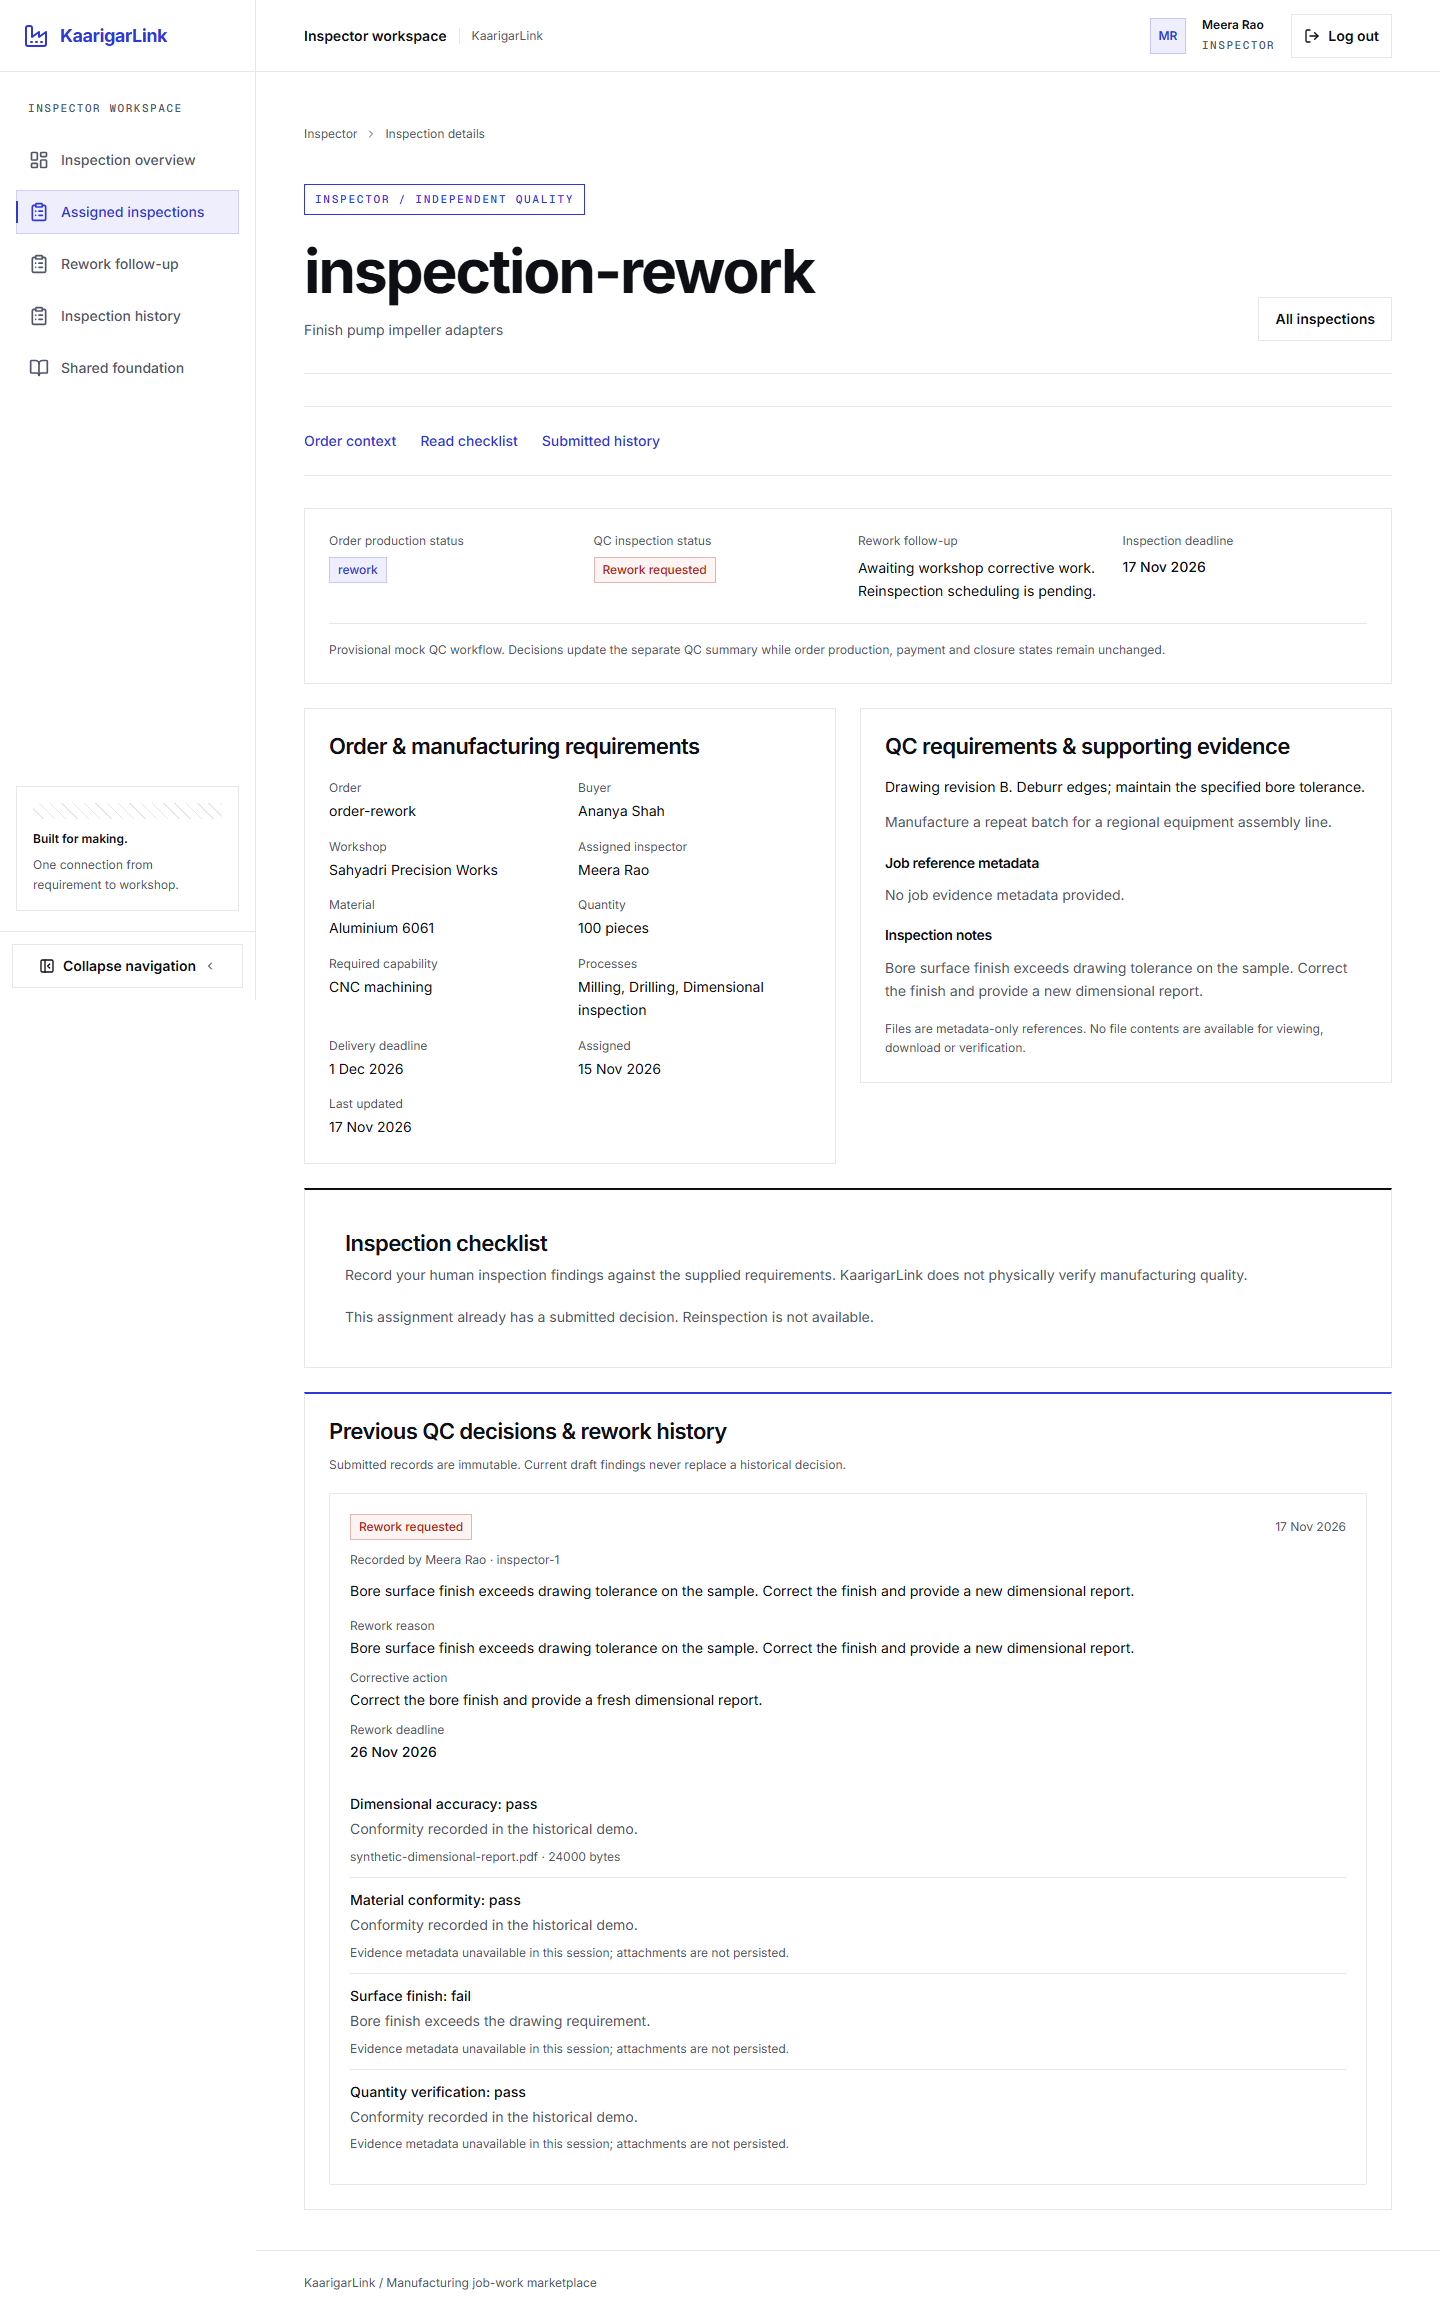 KaarigarLink
Inspector workspace
KaarigarLink
MR
Meera Rao
INSPECTOR
Log out
INSPECTOR WORKSPACE
Inspection overview
Assigned inspections
Rework follow-up
Inspection history
Shared foundation
Built for making.
One connection from
requirement to workshop.
Collapse navigation
Inspector
Inspection details
INSPECTOR / INDEPENDENT QUALITY
inspection-rework
Finish pump impeller adapters
All inspections
Order context
Read checklist
Submitted history
Order production status
rework
QC inspection status
Rework requested
Rework follow-up
Awaiting workshop corrective work.
Reinspection scheduling is pending.
Inspection deadline
17 Nov 2026
Provisional mock QC workflow. Decisions update the separate QC summary while order production, payment and closure states remain unchanged.
Order & manufacturing requirements
Order
order-rework
Buyer
Ananya Shah
Workshop
Sahyadri Precision Works
Assigned inspector
Meera Rao
Material
Aluminium 6061
Quantity
100 pieces
Required capability
CNC machining
Processes
Milling, Drilling, Dimensional
inspection
Delivery deadline
1 Dec 2026
Assigned
15 Nov 2026
Last updated
17 Nov 2026
QC requirements & supporting evidence
Drawing revision B. Deburr edges; maintain the specified bore tolerance.
Manufacture a repeat batch for a regional equipment assembly line.
Job reference metadata
No job evidence metadata provided.
Inspection notes
Bore surface finish exceeds drawing tolerance on the sample. Correct
the finish and provide a new dimensional report.
Files are metadata-only references. No file contents are available for viewing,
download or verification.
Inspection checklist
Record your human inspection findings against the supplied requirements. KaarigarLink does not physically verify manufacturing quality.
This assignment already has a submitted decision. Reinspection is not available.
Previous QC decisions & rework history
Submitted records are immutable. Current draft findings never replace a historical decision.
Rework requested
17 Nov 2026
Recorded by Meera Rao · inspector-1
Bore surface finish exceeds drawing tolerance on the sample. Correct the finish and provide a new dimensional report.
Rework reason
Bore surface finish exceeds drawing tolerance on the sample. Correct the finish and provide a new dimensional report.
Corrective action
Correct the bore finish and provide a fresh dimensional report.
Rework deadline
26 Nov 2026
Dimensional accuracy: pass
Conformity recorded in the historical demo.
synthetic-dimensional-report.pdf · 24000 bytes
Material conformity: pass
Conformity recorded in the historical demo.
Evidence metadata unavailable in this session; attachments are not persisted.
Surface finish: fail
Bore finish exceeds the drawing requirement.
Evidence metadata unavailable in this session; attachments are not persisted.
Quantity verification: pass
Conformity recorded in the historical demo.
Evidence metadata unavailable in this session; attachments are not persisted.
KaarigarLink / Manufacturing job-work marketplace